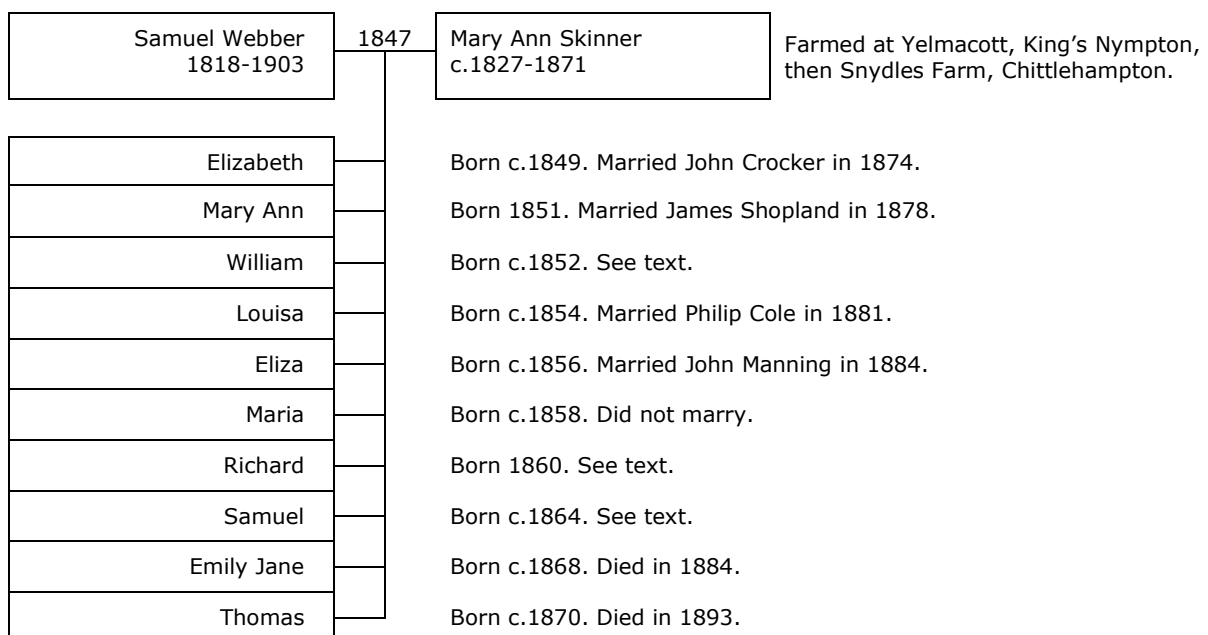 Samuel Webber
1818-1903
1847
Mary Ann Skinner
c.1827-1871
Farmed at Yelmacott, King’s Nympton,
then Snydles Farm, Chittlehampton.
Elizabeth Born c.1849. Married John Crocker in 1874.
Mary Ann Born 1851. Married James Shopland in 1878.
William Born c.1852. See text.
Louisa Born c.1854. Married Philip Cole in 1881.
Eliza Born c.1856. Married John Manning in 1884.
Maria Born c.1858. Did not marry.
Richard Born 1860. See text.
Samuel Born c.1864. See text.
Emily Jane Born c.1868. Died in 1884.
Thomas Born c.1870. Died in 1893.